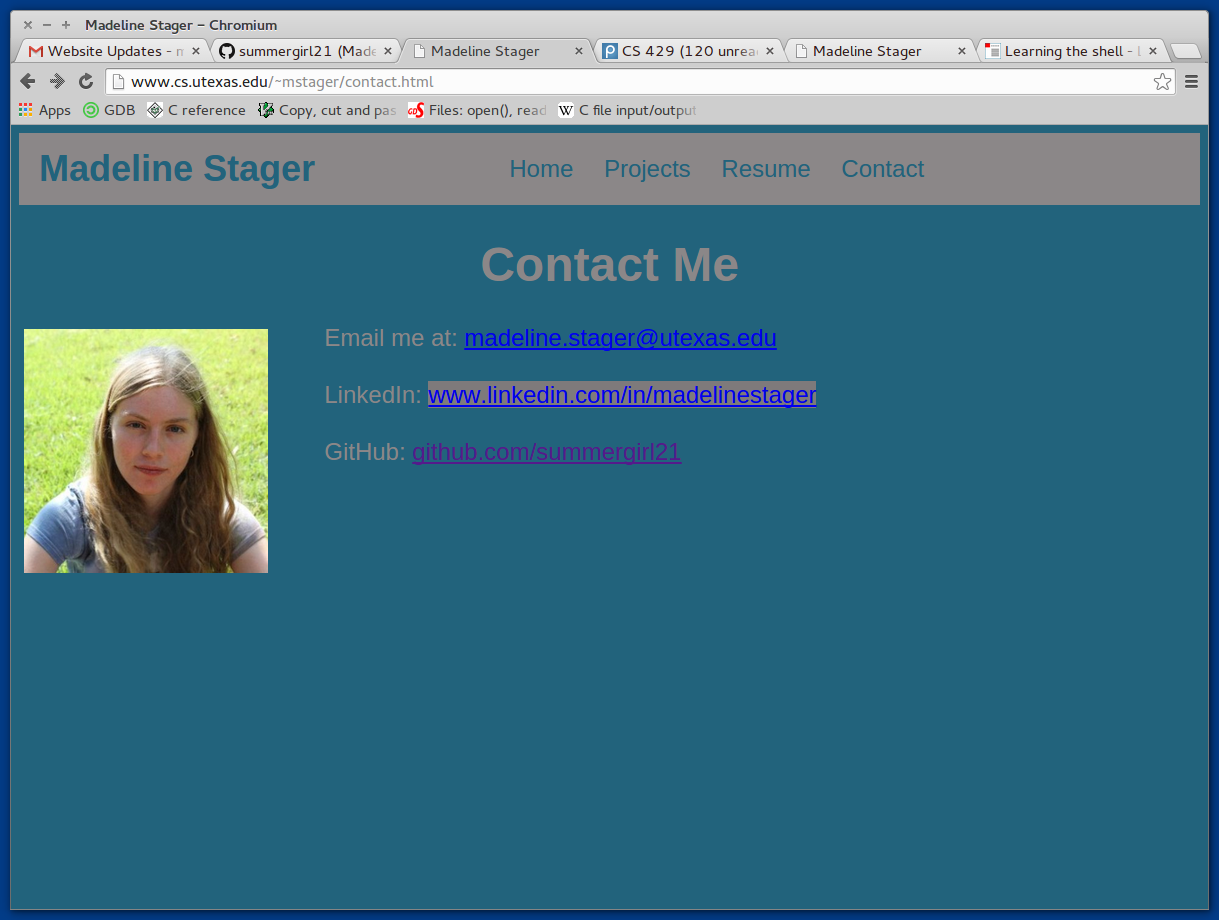 Madeline Stager - Chromium
Website Updates - m
summergirl21 (Made
Madeline Stager
CS 429 (120 unrea
Madeline Stager
Learning the shell - L
www.cs.utexas.edu/~mstager/contact.html
Apps GDB C reference Copy, cut and pas Files: open(), read C file input/output
Madeline Stager Home Projects Resume Contact
Contact Me
Email me at: madeline.stager@utexas.edu
LinkedIn: www.linkedin.com/in/madelinestager
GitHub: github.com/summergirl21